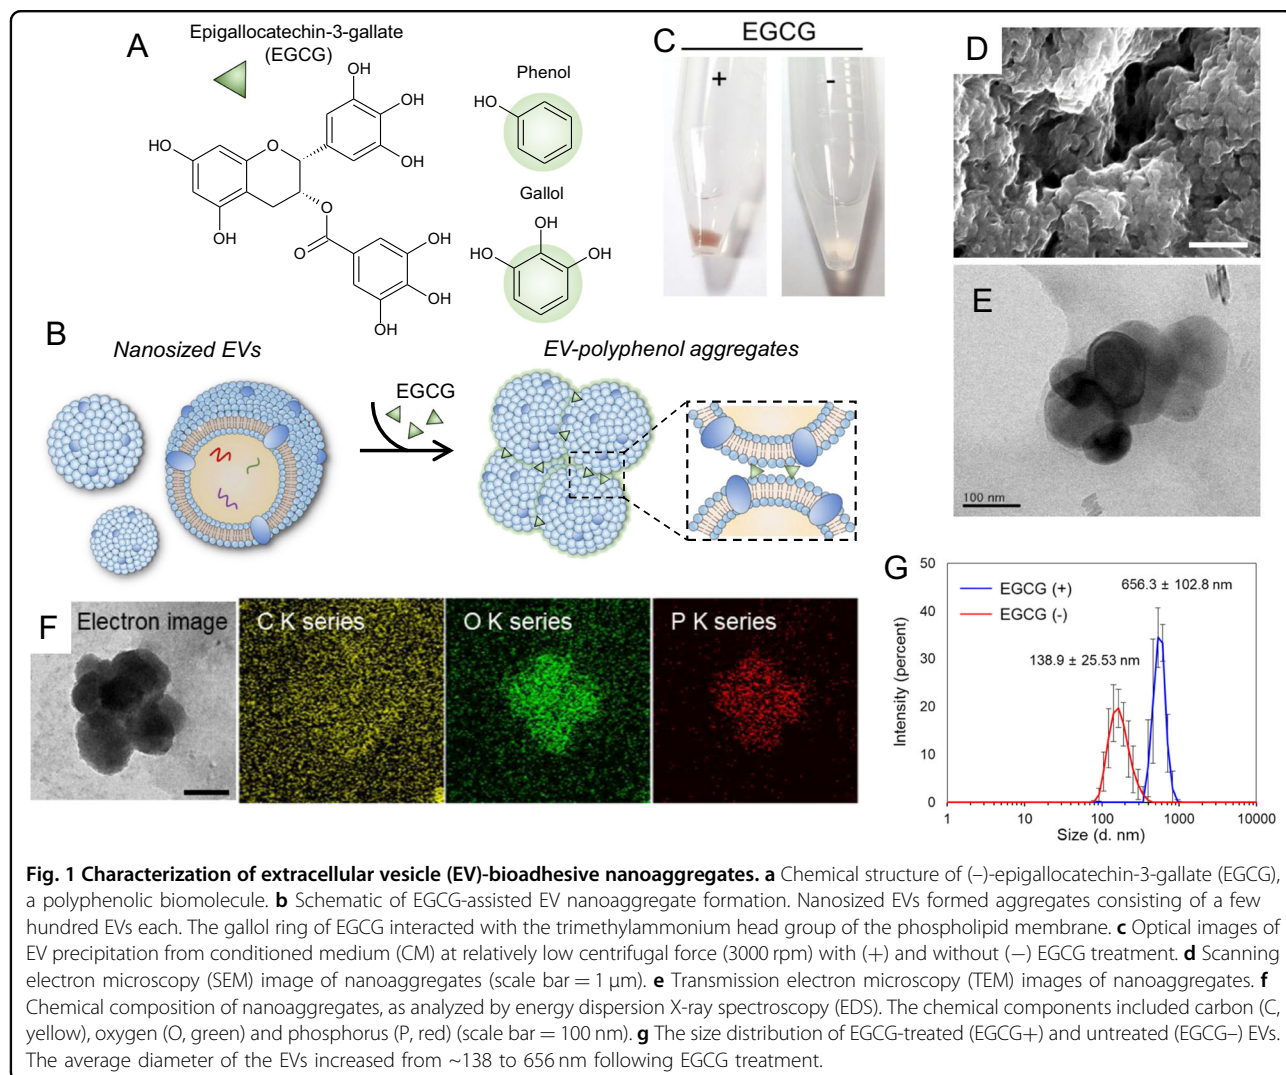 A
Epigallocatechin-3-gallate
(EGCG)
OH
OH
OH
HO
O
OH
O
O
OH
OH
OH
Phenol
HO
Gallol
OH
HO
OH
B
Nanosized EVs
EGCG
EV-polyphenol aggregates
C
EGCG
+
-
D
E
100 nm
F
Electron image
C K series
O K series
P K series
G
50
40
30
20
10
0
Intensity (percent)
EGCG (+)
EGCG (-)
656.3 ± 102.8 nm
138.9 ± 25.53 nm
1
10
100
1000
10000
Size (d. nm)
Fig. 1 Characterization of extracellular vesicle (EV)-bioadhesive nanoaggregates. a Chemical structure of (−)-epigallocatechin-3-gallate (EGCG),
a polyphenolic biomolecule. b Schematic of EGCG-assisted EV nanoaggregate formation. Nanosized EVs formed aggregates consisting of a few
hundred EVs each. The gallol ring of EGCG interacted with the trimethylammonium head group of the phospholipid membrane. c Optical images of
EV precipitation from conditioned medium (CM) at relatively low centrifugal force (3000 rpm) with (+) and without (−) EGCG treatment. d Scanning
electron microscopy (SEM) image of nanoaggregates (scale bar = 1 μm). e Transmission electron microscopy (TEM) images of nanoaggregates. f
Chemical composition of nanoaggregates, as analyzed by energy dispersion X-ray spectroscopy (EDS). The chemical components included carbon (C,
yellow), oxygen (O, green) and phosphorus (P, red) (scale bar = 100 nm). g The size distribution of EGCG-treated (EGCG+) and untreated (EGCG–) EVs.
The average diameter of the EVs increased from ~138 to 656 nm following EGCG treatment.